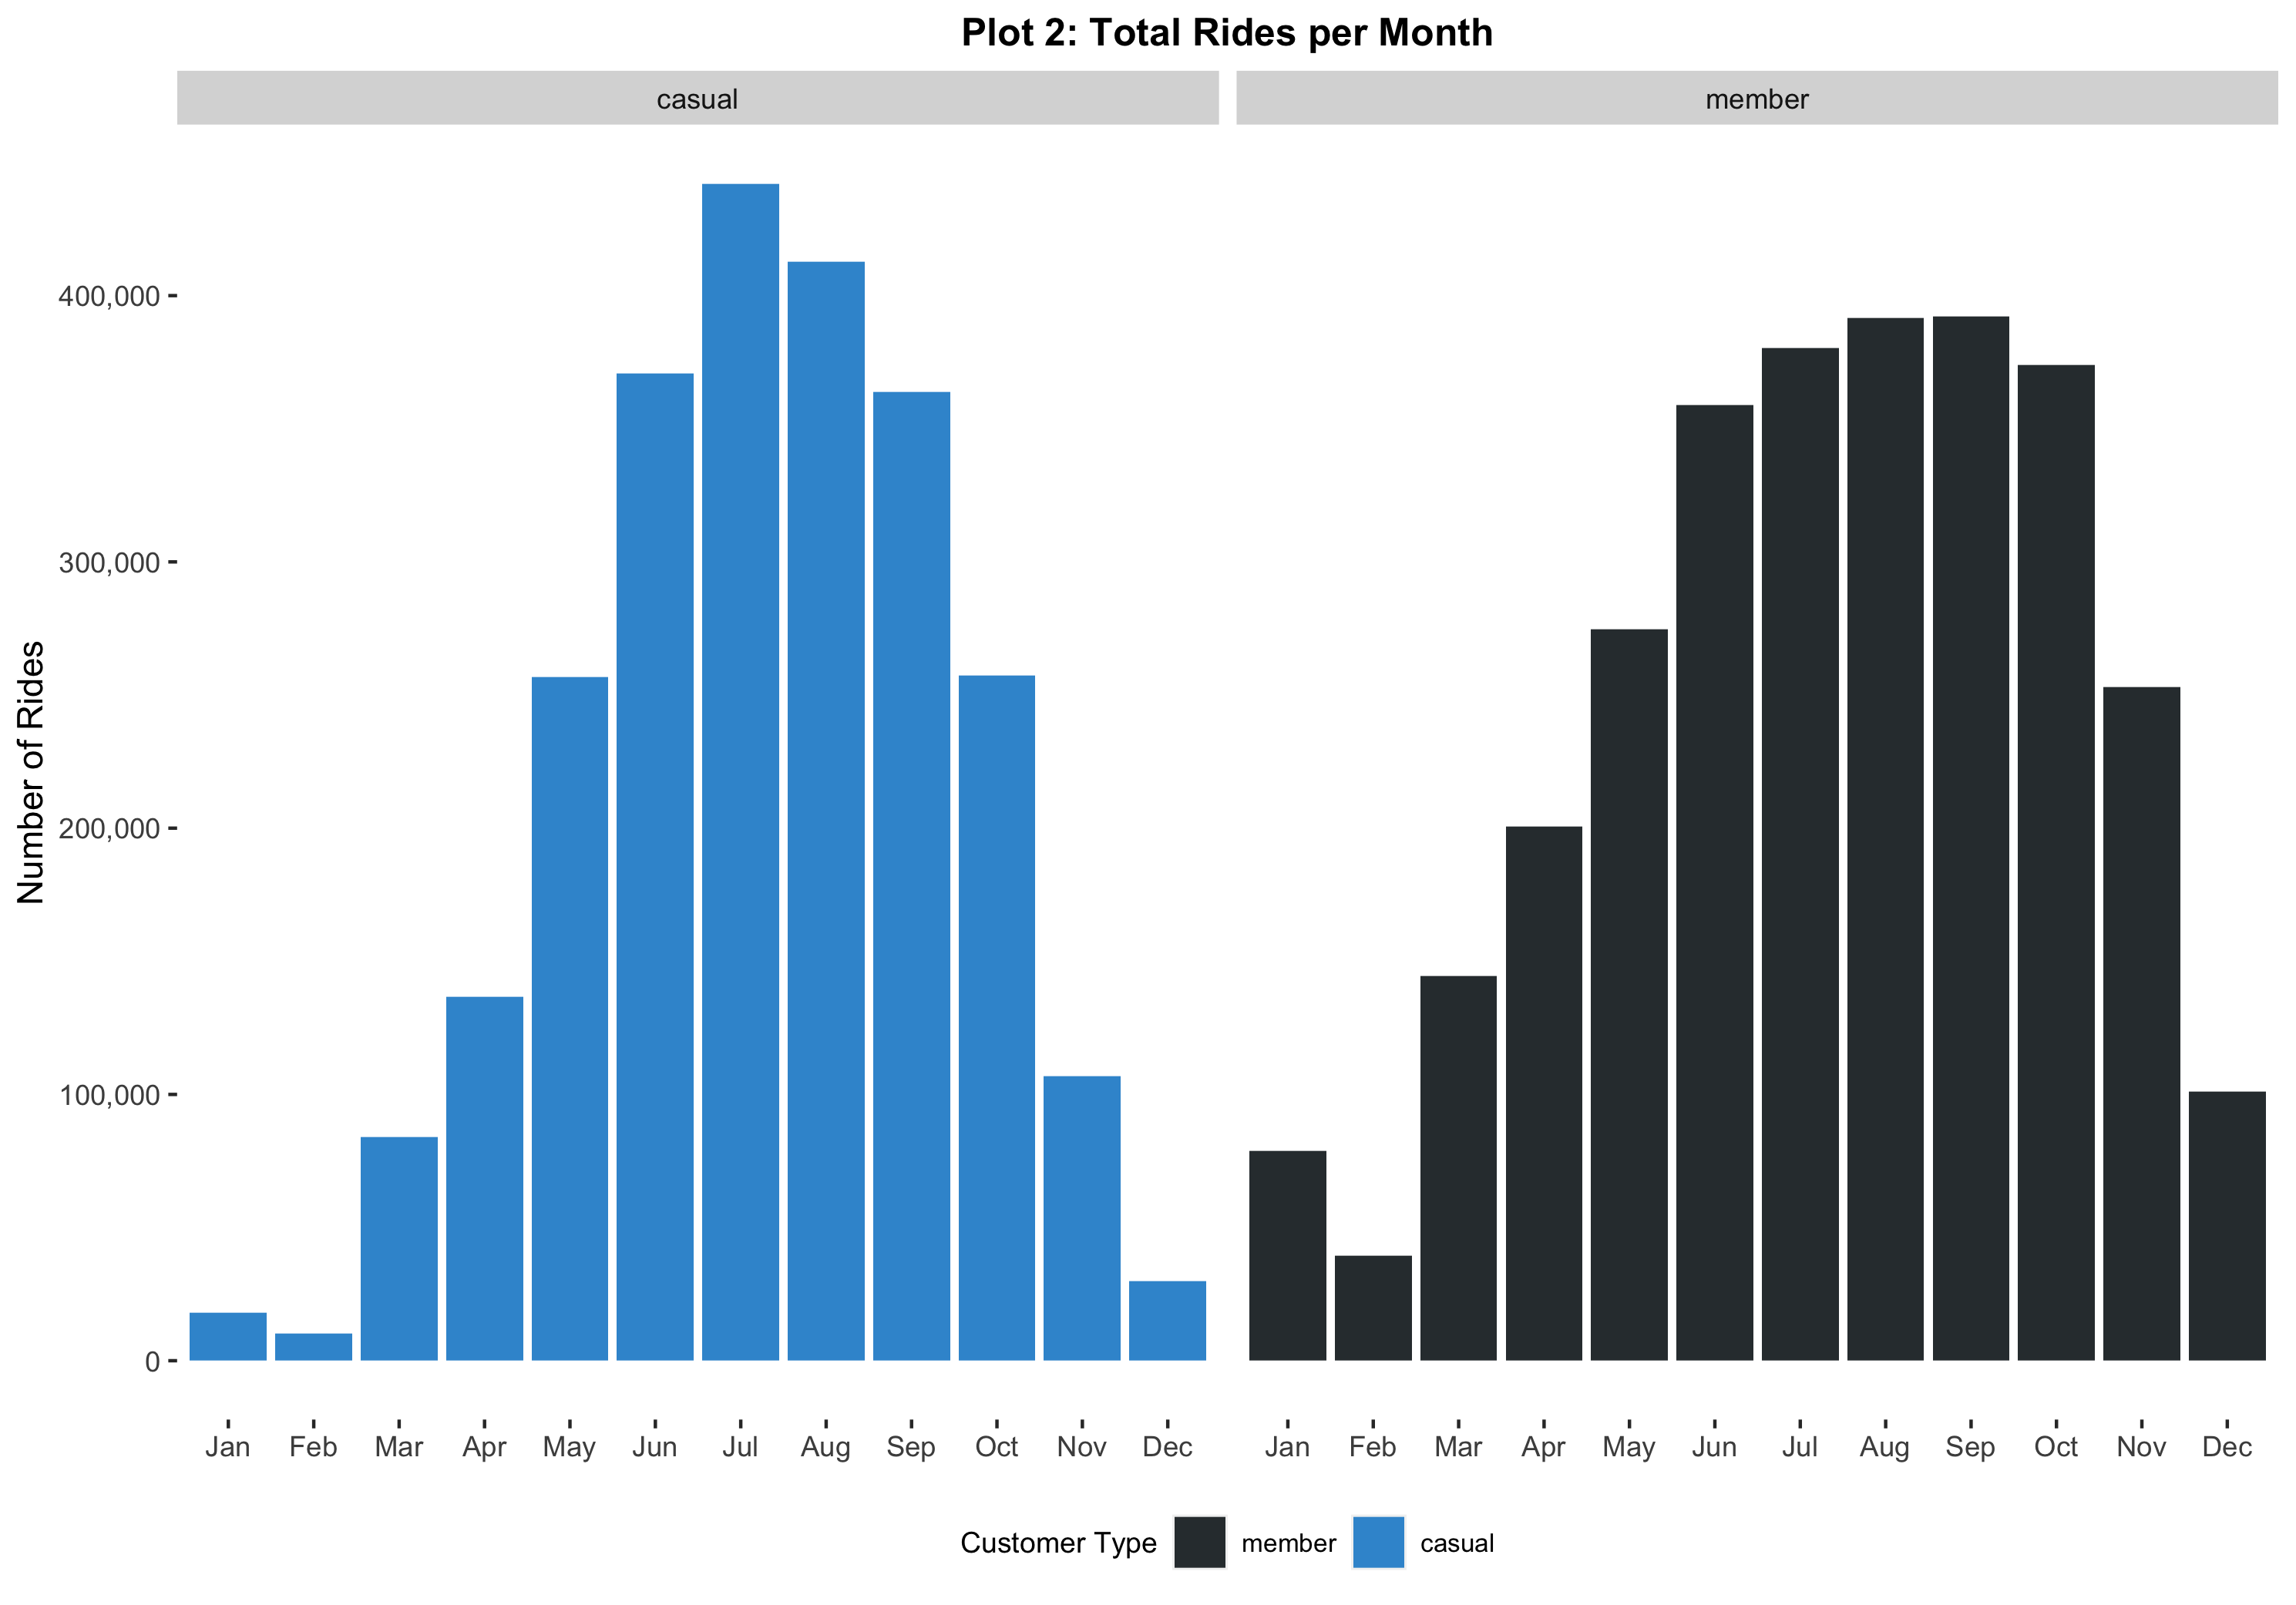 Plot 2: Total Rides per Month
casual
member
Number of Rides
400,000
300,000
200,000
100,000
0
Jan Feb Mar Apr May Jun Jul Aug Sep Oct Nov Dec
Jan Feb Mar Apr May Jun Jul Aug Sep Oct Nov Dec
Customer Type member casual